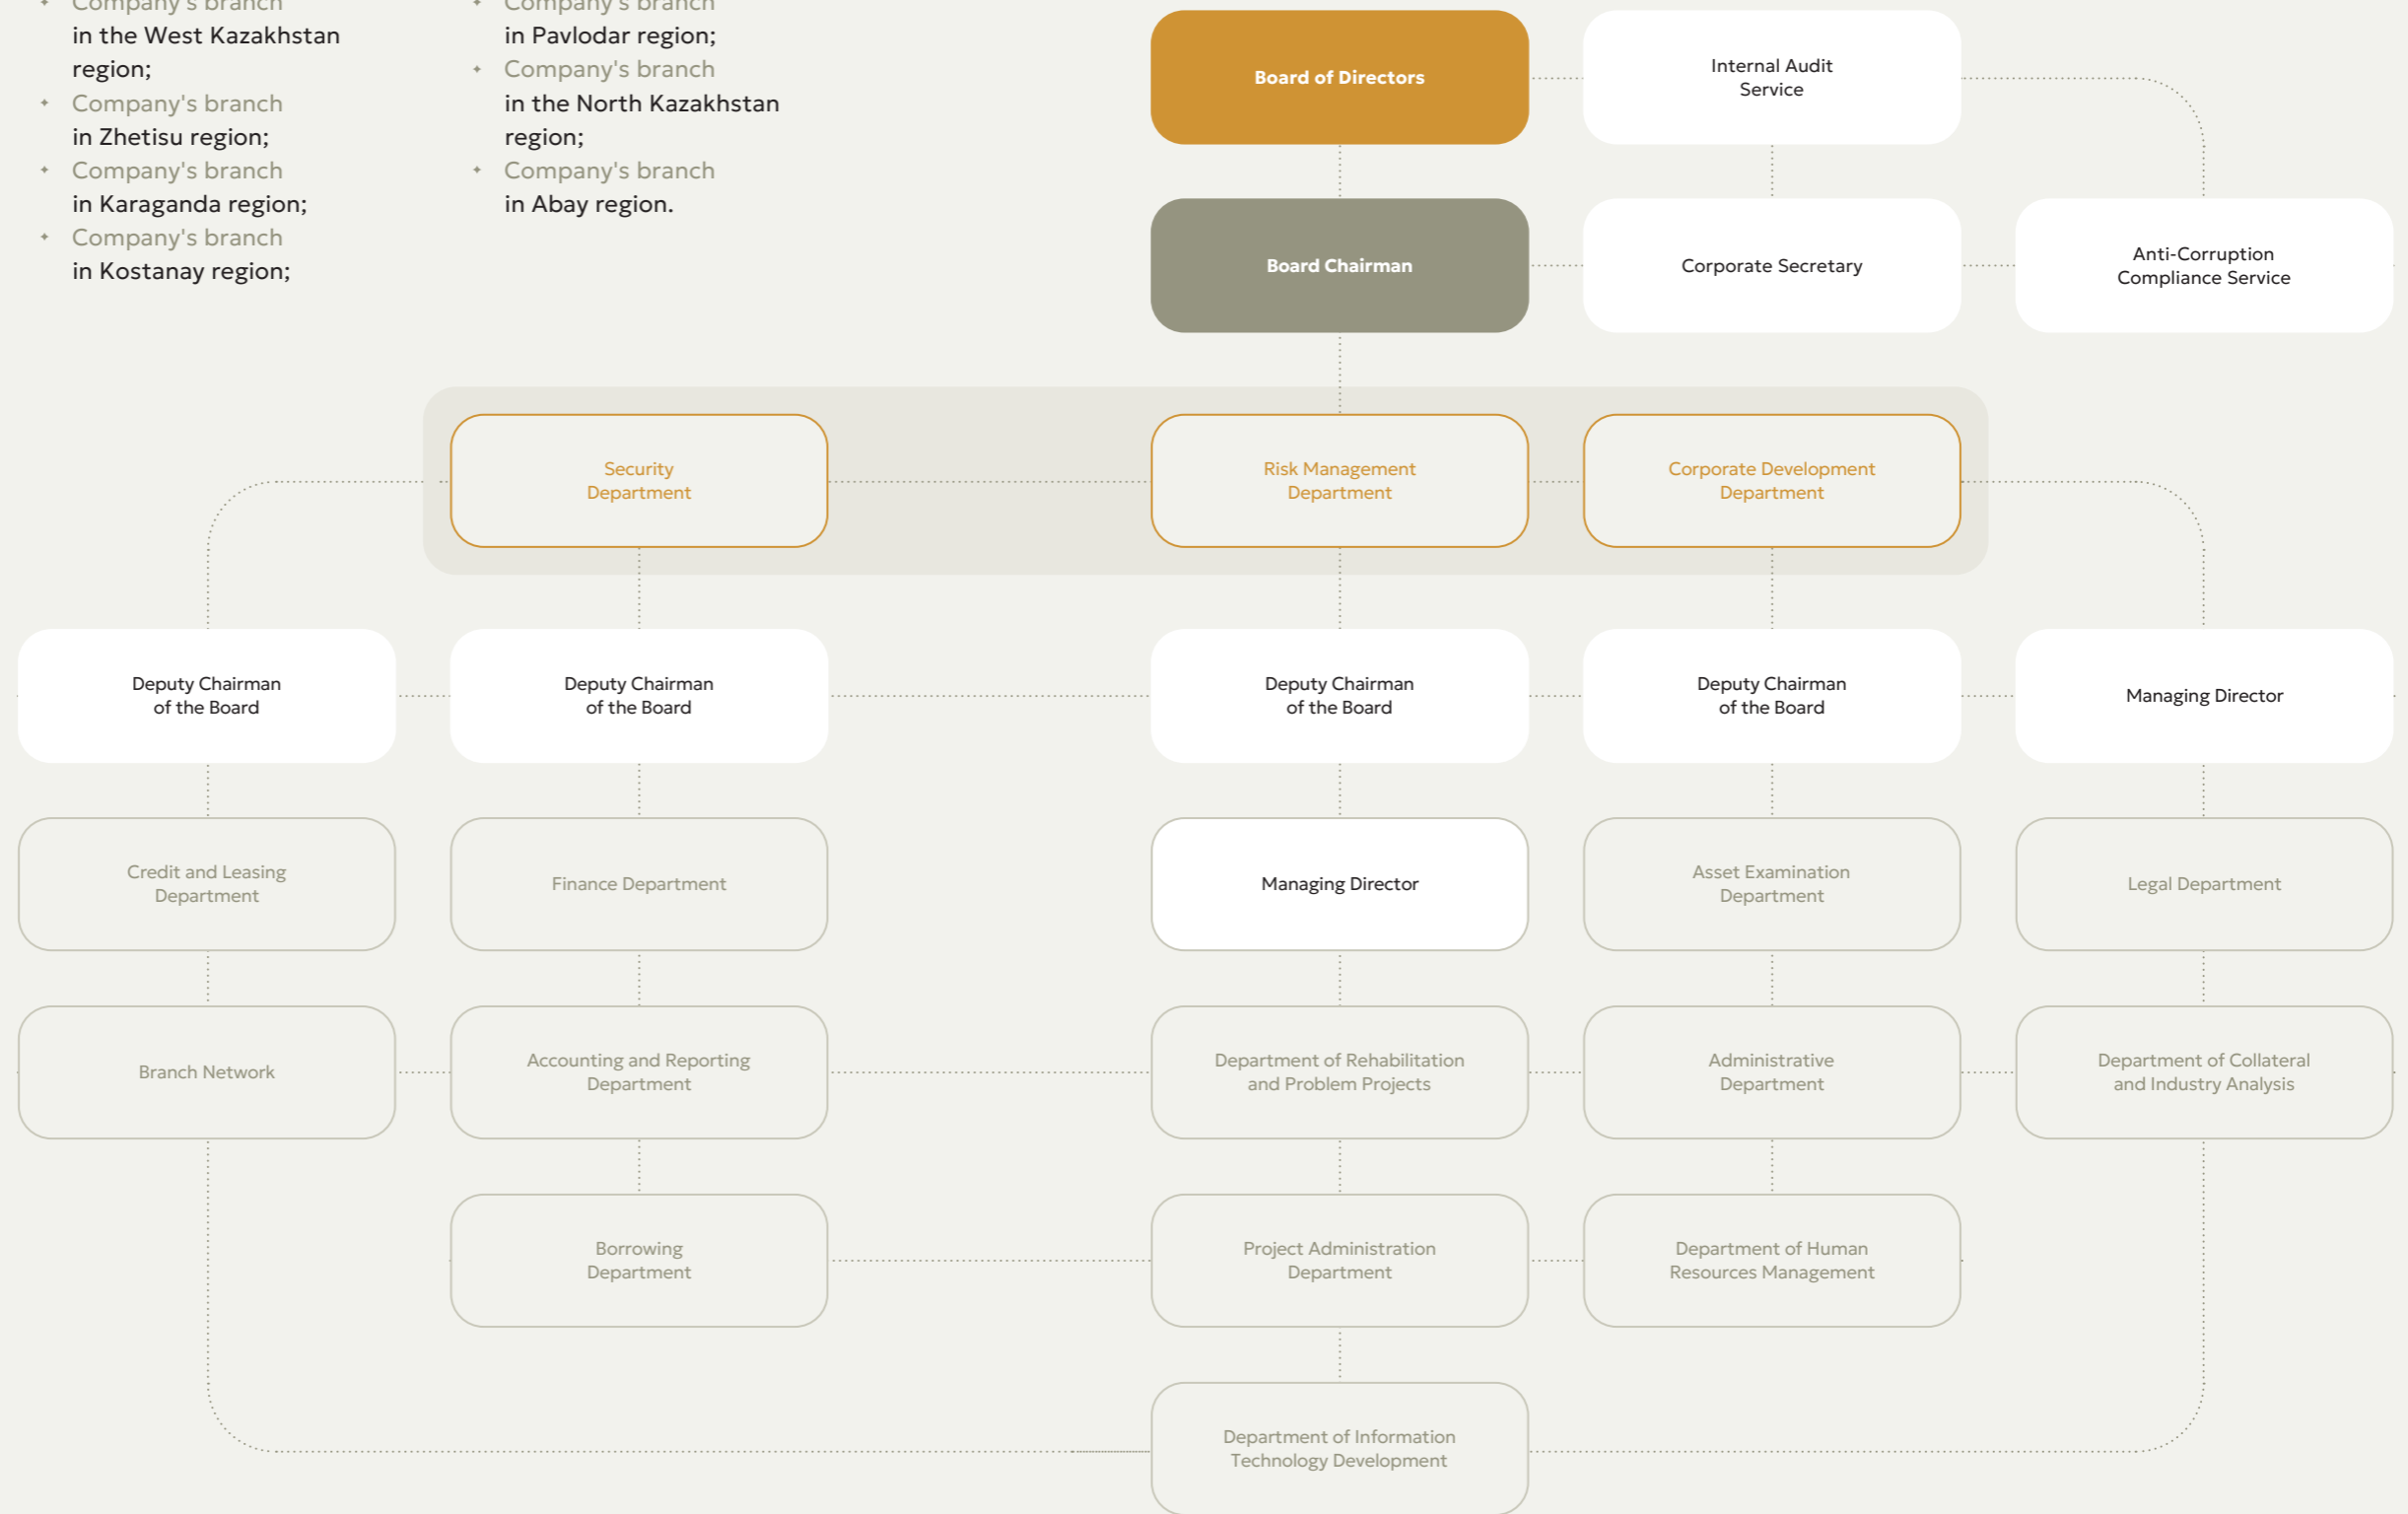 Company's branch
in the West Kazakhstan
region;
Company's branch
in Zhetisu region;
Company's branch
in Karaganda region;
Company's branch
in Kostanay region;
Company's branch
in Pavlodar region;
Company's branch
in the North Kazakhstan
region;
Company's branch
in Abay region.
Board of Directors
Internal Audit
Service
Board Chairman
Corporate Secretary
Anti-Corruption
Compliance Service
Security
Department
Risk Management
Department
Corporate Development
Department
Deputy Chairman
of the Board
Deputy Chairman
of the Board
Deputy Chairman
of the Board
Deputy Chairman
of the Board
Managing Director
Credit and Leasing
Department
Finance Department
Managing Director
Asset Examination
Department
Legal Department
Branch Network
Accounting and Reporting
Department
Department of Rehabilitation
and Problem Projects
Administrative
Department
Department of Collateral
and Industry Analysis
Borrowing
Department
Project Administration
Department
Department of Human
Resources Management
Department of Information
Technology Development